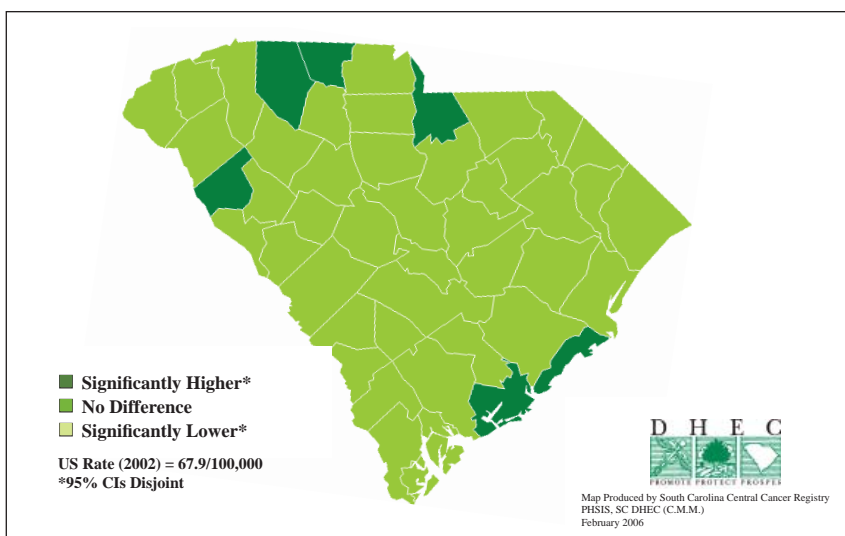 Significantly Higher*
No Difference
Significantly Lower*
US Rate (2002) = 67.9/100,000
*95% CIs Disjoint
D H E C
PROMOTE PROTECT PROSPER
Map Produced by South Carolina Central Cancer Registry
PHSIS, SC DHEC (C.M.M.)
February 2006